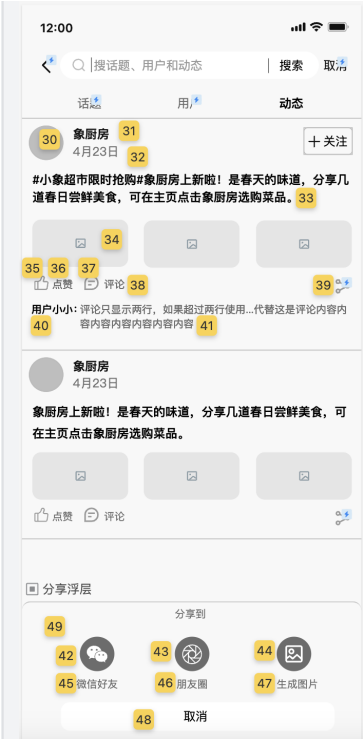 12:00
搜话题、用户和动态 | 搜索 取消
话题 用户 动态
30 象厨房 31
4月23日 32
＋关注
#小象超市限时抢购#象厨房上新啦！是春天的味道，分享几
道春日尝鲜美食，可在主页点击象厨房选购菜品。 33
34
35 36 37
点赞 评论 38 39
用户小小: 评论只显示两行，如果超过两行使用...代替这是评论内容内
40 容内容内容内容内容内容 41
象厨房
4月23日
象厨房上新啦！是春天的味道，分享几道春日尝鲜美食，可
在主页点击象厨房选购菜品。
点赞 评论
分享浮层
分享到
49
42 43 44
45 微信好友 46 朋友圈 47 生成图片
48 取消